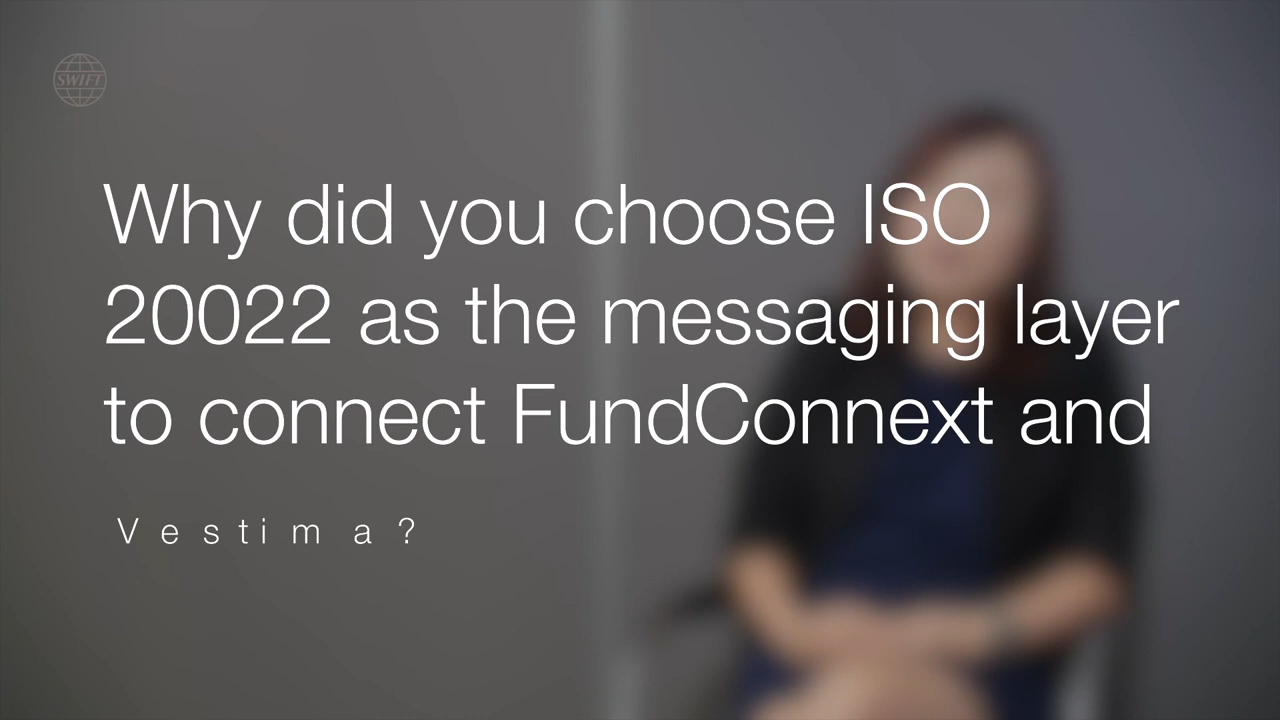 SWIFT
Why did you choose ISO
20022 as the messaging layer
to connect FundConnext and
Vestima?